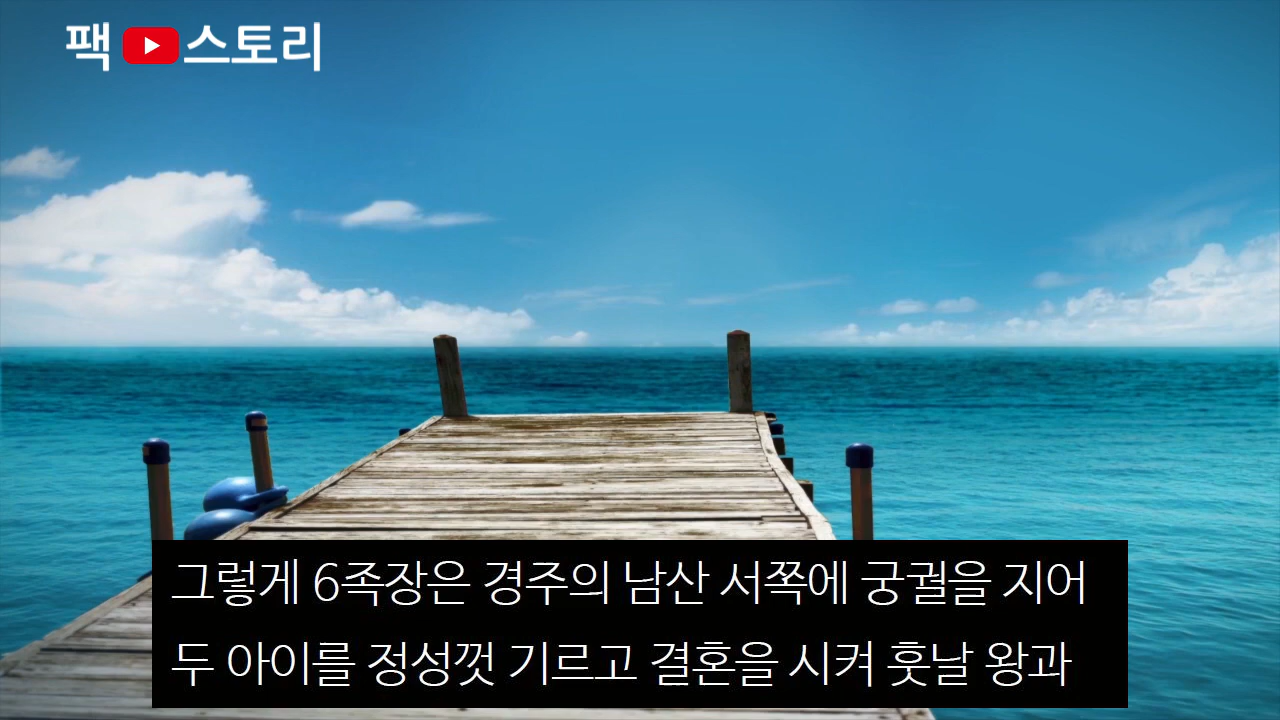 팩 스토리
그렇게 6족장은 경주의 남산 서쪽에 궁궐을 지어
두 아이를 정성껏 기르고 결혼을 시켜 훗날 왕과